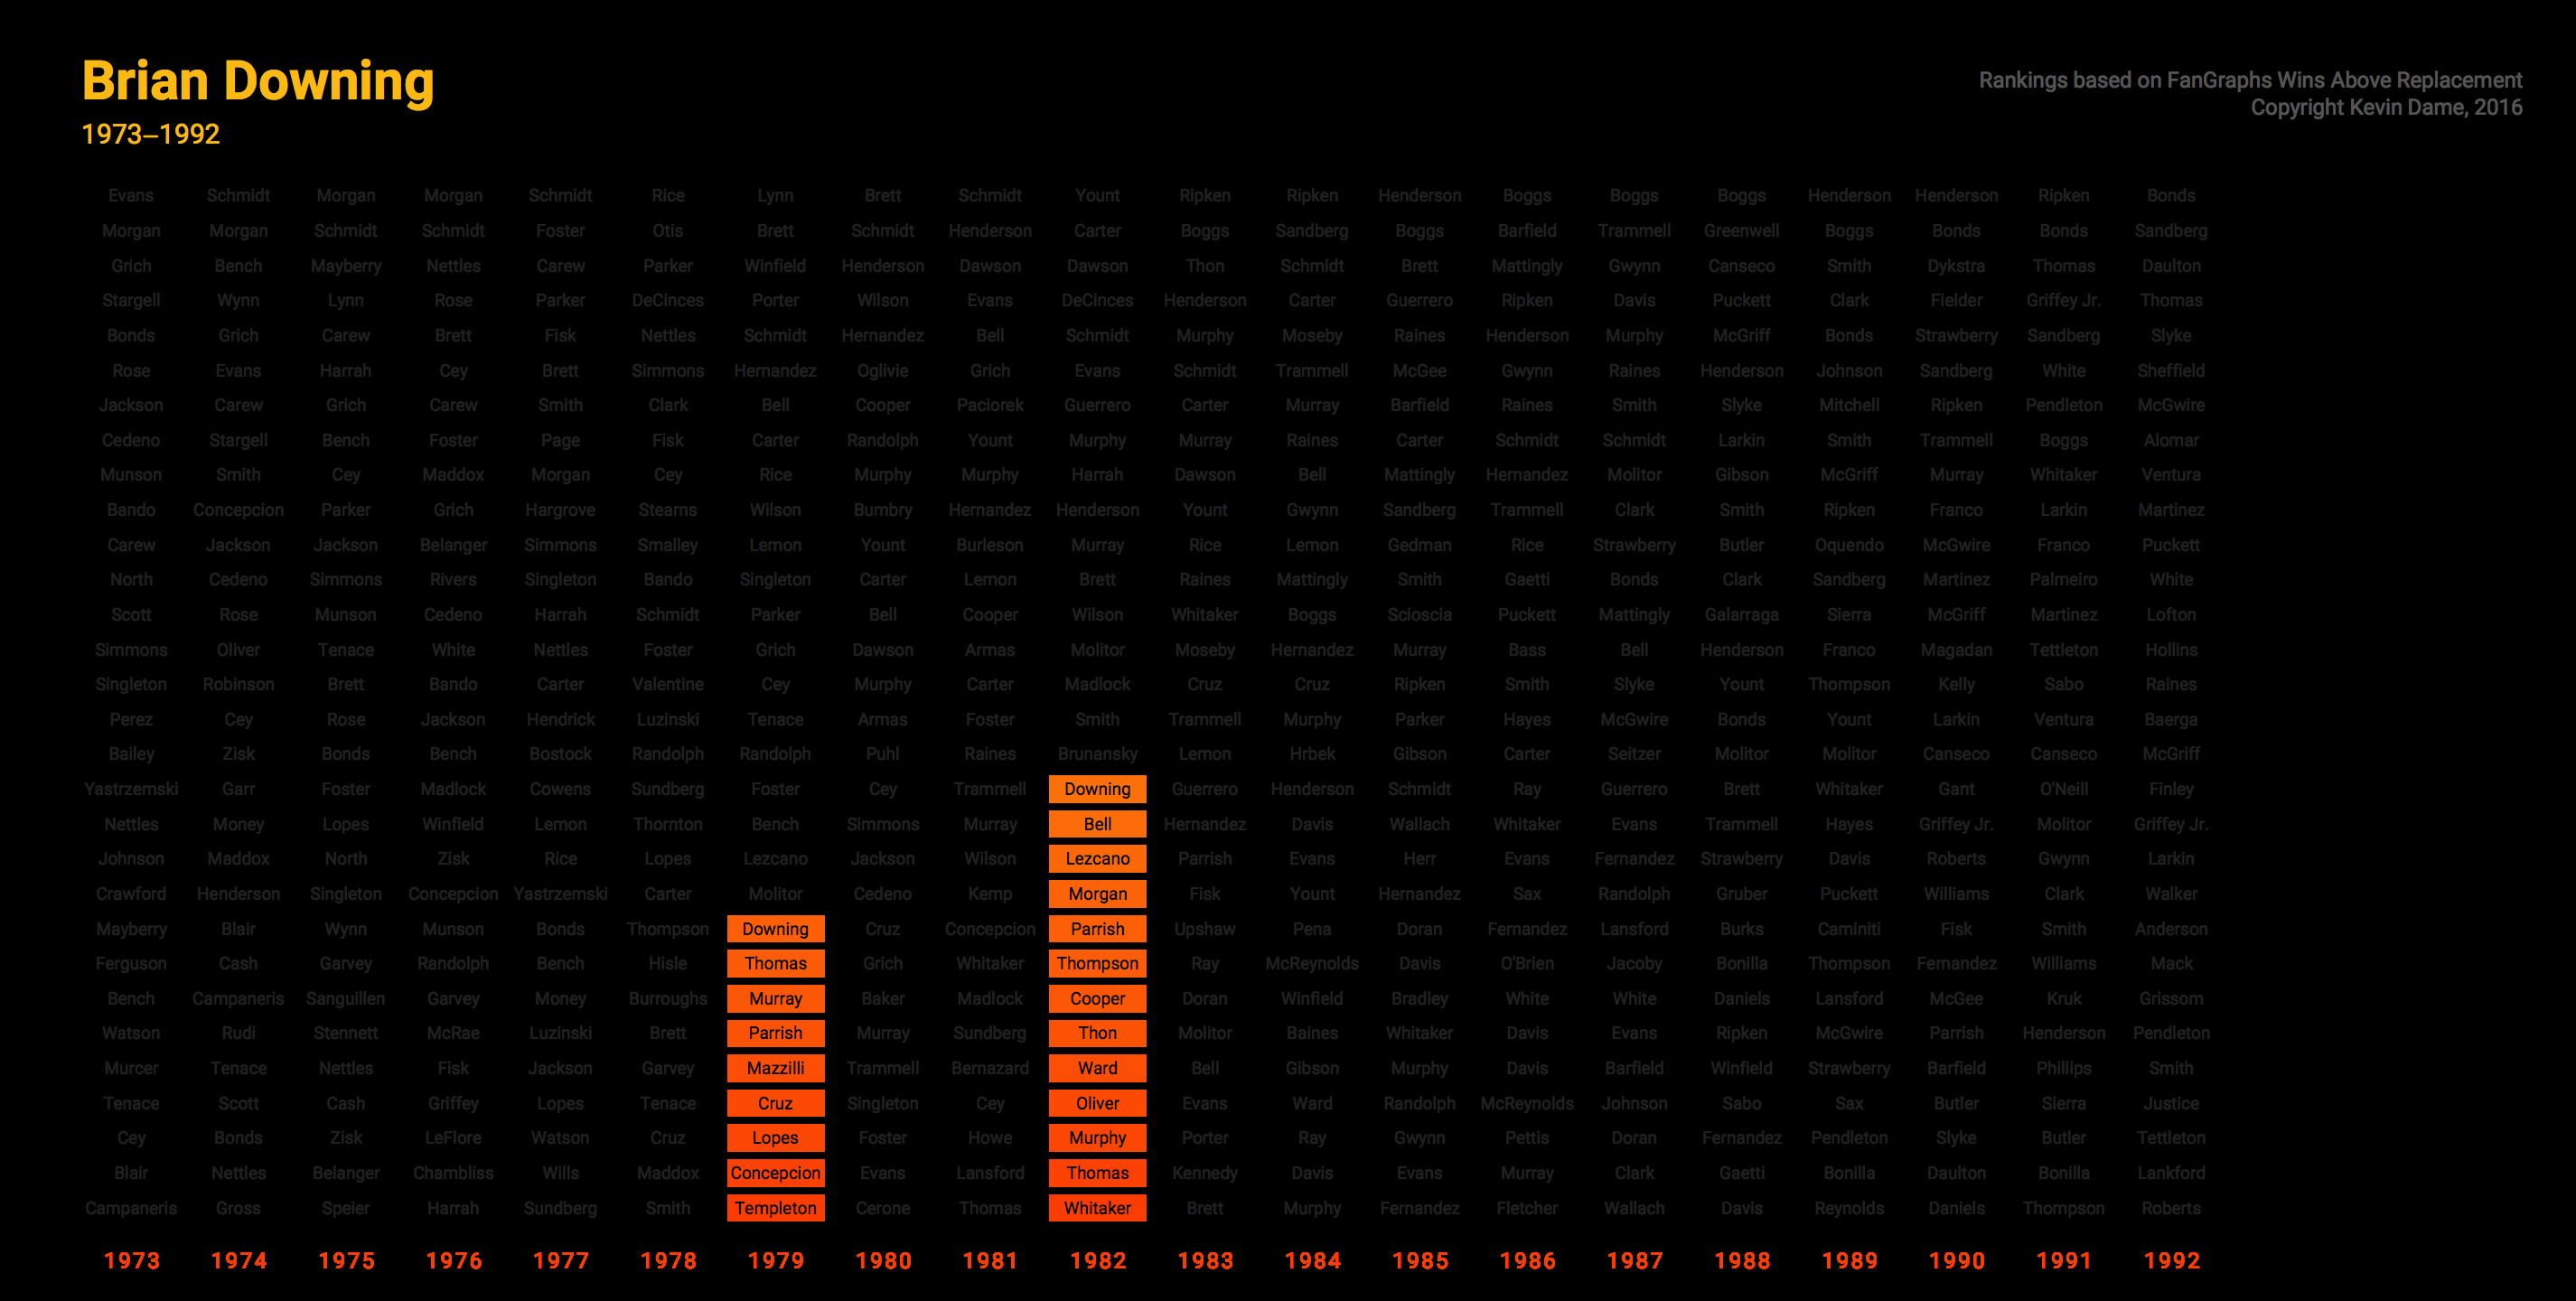 Brian Downing
1973–1992
Rankings based on FanGraphs Wins Above Replacement
Copyright Kevin Dame, 2016
Evans Schmidt Morgan Morgan Schmidt Rice Lynn Brett Schmidt Yount Ripken Ripken Henderson Boggs Boggs Boggs Henderson Henderson Ripken Bonds
Morgan Morgan Schmidt Schmidt Foster Otis Brett Schmidt Henderson Carter Boggs Sandberg Boggs Barfield Trammell Greenwell Boggs Bonds Bonds Sandberg
Grich Bench Mayberry Nettles Carew Parker Winfield Henderson Dawson Dawson Thon Schmidt Brett Mattingly Gwynn Canseco Smith Dykstra Thomas Daulton
Stargell Wynn Lynn Rose Parker DeCinces Porter Wilson Evans DeCinces Henderson Carter Guerrero Ripken Davis Puckett Clark Fielder Griffey Jr. Thomas
Bonds Grich Carew Brett Fisk Nettles Schmidt Hernandez Bell Schmidt Murphy Moseby Raines Henderson Murphy McGriff Bonds Strawberry Sandberg Slyke
Rose Evans Harrah Cey Brett Simmons Hernandez Oglivie Grich Evans Schmidt Trammell McGee Gwynn Raines Henderson Johnson Sandberg White Sheffield
Jackson Carew Grich Carew Smith Clark Bell Cooper Paciorek Guerrero Carter Murray Barfield Raines Smith Slyke Mitchell Ripken Pendleton McGwire
Cedeno Stargell Bench Foster Page Fisk Carter Randolph Yount Murphy Murray Raines Carter Schmidt Schmidt Larkin Smith Trammell Boggs Alomar
Munson Smith Cey Maddox Morgan Cey Rice Murphy Murphy Harrah Dawson Bell Mattingly Hernandez Molitor Gibson McGriff Murray Whitaker Ventura
Bando Concepcion Parker Grich Hargrove Stearns Wilson Bumbry Hernandez Henderson Yount Gwynn Sandberg Trammell Clark Smith Ripken Franco Larkin Martinez
Carew Jackson Jackson Belanger Simmons Smalley Lemon Yount Burleson Murray Rice Lemon Gedman Rice Strawberry Butler Oquendo McGwire Franco Puckett
North Cedeno Simmons Rivers Singleton Bando Singleton Carter Lemon Brett Raines Mattingly Smith Gaetti Bonds Clark Sandberg Martinez Palmeiro White
Scott Rose Munson Cedeno Harrah Schmidt Parker Bell Cooper Wilson Whitaker Boggs Scioscia Puckett Mattingly Galarraga Sierra McGriff Martinez Lofton
Simmons Oliver Tenace White Nettles Foster Grich Dawson Armas Molitor Moseby Hernandez Murray Bass Bell Henderson Franco Magadan Tettleton Hollins
Singleton Robinson Brett Bando Carter Valentine Cey Murphy Carter Madlock Cruz Cruz Ripken Smith Slyke Yount Thompson Kelly Sabo Raines
Perez Cey Rose Jackson Hendrick Luzinski Tenace Armas Foster Smith Trammell Murphy Parker Hayes McGwire Bonds Yount Larkin Ventura Baerga
Bailey Zisk Bonds Bench Bostock Randolph Randolph Puhl Raines Brunansky Lemon Hrbek Gibson Carter Seitzer Molitor Molitor Canseco Canseco McGriff
Yastrzemski Garr Foster Madlock Cowens Sundberg Foster Cey Trammell Downing Guerrero Henderson Schmidt Ray Guerrero Brett Whitaker Gant O'Neill Finley
Nettles Money Lopes Winfield Lemon Thornton Bench Simmons Murray Bell Hernandez Davis Wallach Whitaker Evans Trammell Hayes Griffey Jr. Molitor Griffey Jr.
Johnson Maddox North Zisk Rice Lopes Lezcano Jackson Wilson Lezcano Parrish Evans Herr Evans Fernandez Strawberry Davis Roberts Gwynn Larkin
Crawford Henderson Singleton Concepcion Yastrzemski Carter Molitor Cedeno Kemp Morgan Fisk Yount Hernandez Sax Randolph Gruber Puckett Williams Clark Walker
Mayberry Blair Wynn Munson Bonds Thompson Downing Cruz Concepcion Parrish Upshaw Pena Doran Fernandez Lansford Burks Caminiti Fisk Smith Anderson
Ferguson Cash Garvey Randolph Bench Hisle Thomas Grich Whitaker Thompson Ray McReynolds Davis O'Brien Jacoby Bonilla Thompson Fernandez Williams Mack
Bench Campaneris Sanguillen Garvey Money Burroughs Murray Baker Madlock Cooper Doran Winfield Bradley White White Daniels Lansford McGee Kruk Grissom
Watson Rudi Stennett McRae Luzinski Brett Parrish Murray Sundberg Thon Molitor Baines Whitaker Davis Evans Ripken McGwire Parrish Henderson Pendleton
Murcer Tenace Nettles Fisk Jackson Garvey Mazzilli Trammell Bernazard Ward Bell Gibson Murphy Davis Barfield Winfield Strawberry Barfield Phillips Smith
Tenace Scott Cash Griffey Lopes Tenace Cruz Singleton Cey Oliver Evans Ward Randolph McReynolds Johnson Sabo Sax Butler Sierra Justice
Cey Bonds Zisk LeFlore Watson Cruz Lopes Foster Howe Murphy Porter Ray Gwynn Pettis Doran Fernandez Pendleton Slyke Butler Tettleton
Blair Nettles Belanger Chambliss Wills Maddox Concepcion Evans Lansford Thomas Kennedy Davis Evans Murray Clark Gaetti Bonilla Daulton Bonilla Lankford
Campaneris Gross Speier Harrah Sundberg Smith Templeton Cerone Thomas Whitaker Brett Murphy Fernandez Fletcher Wallach Davis Reynolds Daniels Thompson Roberts
1973 1974 1975 1976 1977 1978 1979 1980 1981 1982 1983 1984 1985 1986 1987 1988 1989 1990 1991 1992